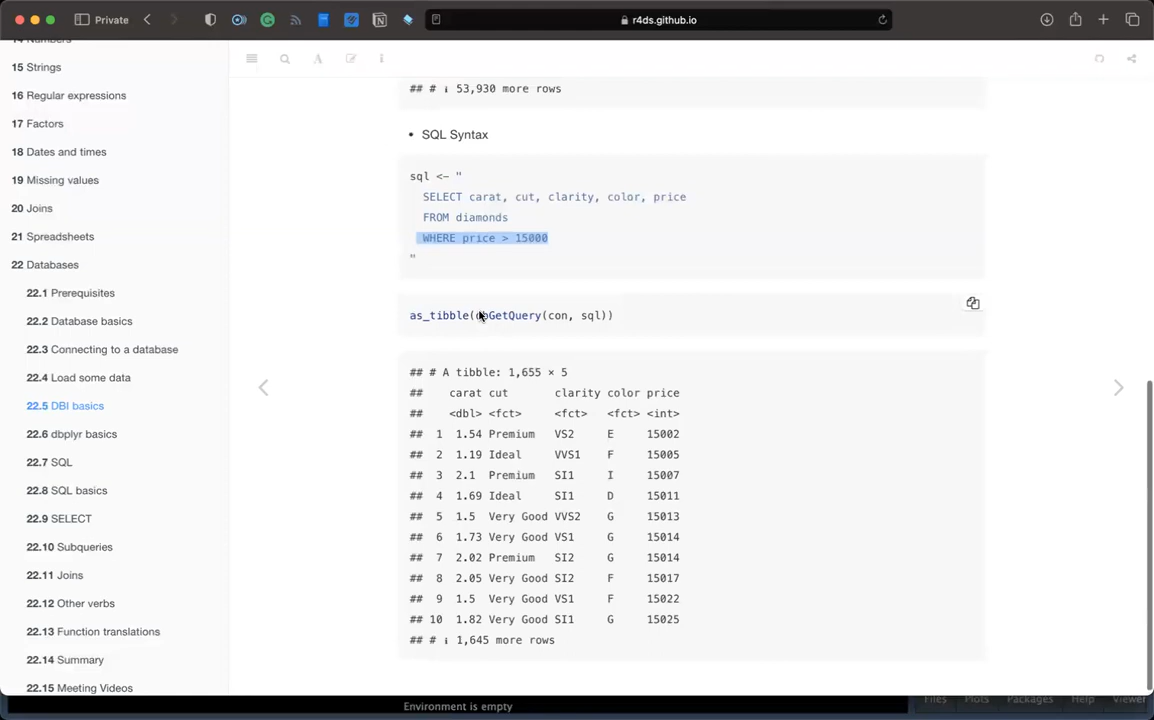 Private
r4ds.github.io
14 Numbers
15 Strings
16 Regular expressions
17 Factors
18 Dates and times
19 Missing values
20 Joins
21 Spreadsheets
22 Databases
22.1 Prerequisites
22.2 Database basics
22.3 Connecting to a database
22.4 Load some data
22.5 DBI basics
22.6 dbplyr basics
22.7 SQL
22.8 SQL basics
22.9 SELECT
22.10 Subqueries
22.11 Joins
22.12 Other verbs
22.13 Function translations
22.14 Summary
22.15 Meeting Videos
## # ℹ 53,930 more rows
• SQL Syntax
sql <- "
SELECT carat, cut, clarity, color, price
FROM diamonds
WHERE price > 15000
"
as_tibble(dbGetQuery(con, sql))
## # A tibble: 1,655 × 5
## carat cut clarity color price
## <dbl> <fct> <fct> <fct> <int>
## 1 1.54 Premium VS2 E 15002
## 2 1.19 Ideal VVS1 F 15005
## 3 2.1 Premium SI1 I 15007
## 4 1.69 Ideal SI1 D 15011
## 5 1.5 Very Good VVS2 G 15013
## 6 1.73 Very Good VS1 G 15014
## 7 2.02 Premium SI2 G 15014
## 8 2.05 Very Good SI2 F 15017
## 9 1.5 Very Good VS1 F 15022
## 10 1.82 Very Good SI1 G 15025
## # ℹ 1,645 more rows
Environment is empty
Files Plots Packages Help Viewer